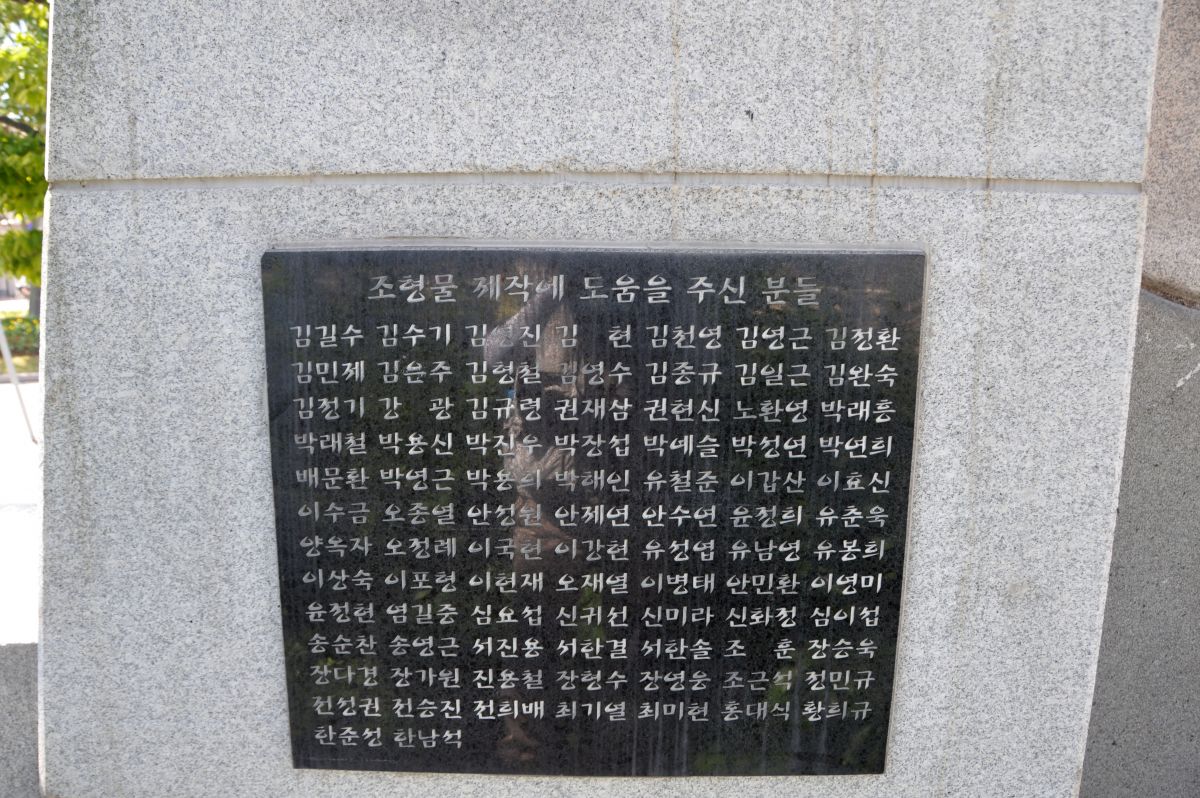 조형물 제작에 도움을 주신 분들
김길수 김수기 김영진 김 현 김천영 김영근 김정환
김민제 김윤주 김형철 김영수 김종규 김일근 김완숙
김정기 강 광 김규령 권재삼 권현신 노환영 박래흥
박래철 박용신 박진우 박장섭 박예슬 박성연 박연희
배문환 박영근 박용희 박해인 유철준 이갑산 이효신
이수금 오종열 안성원 안제연 안수연 윤정희 유춘욱
양옥자 오정례 이국현 이강현 유성엽 유남영 유봉희
이상숙 이포형 이현재 오재열 이병태 안민환 이영미
윤정현 염길중 심요섭 신귀선 신미라 신화정 심이섭
송순찬 송영근 서진용 서한결 서한솔 조 훈 장승욱
장다경 장가원 진용철 장형수 장영웅 조근식 정민규
전성권 전승진 전희배 최기열 최미현 홍대식 황희규
한준성 한남석